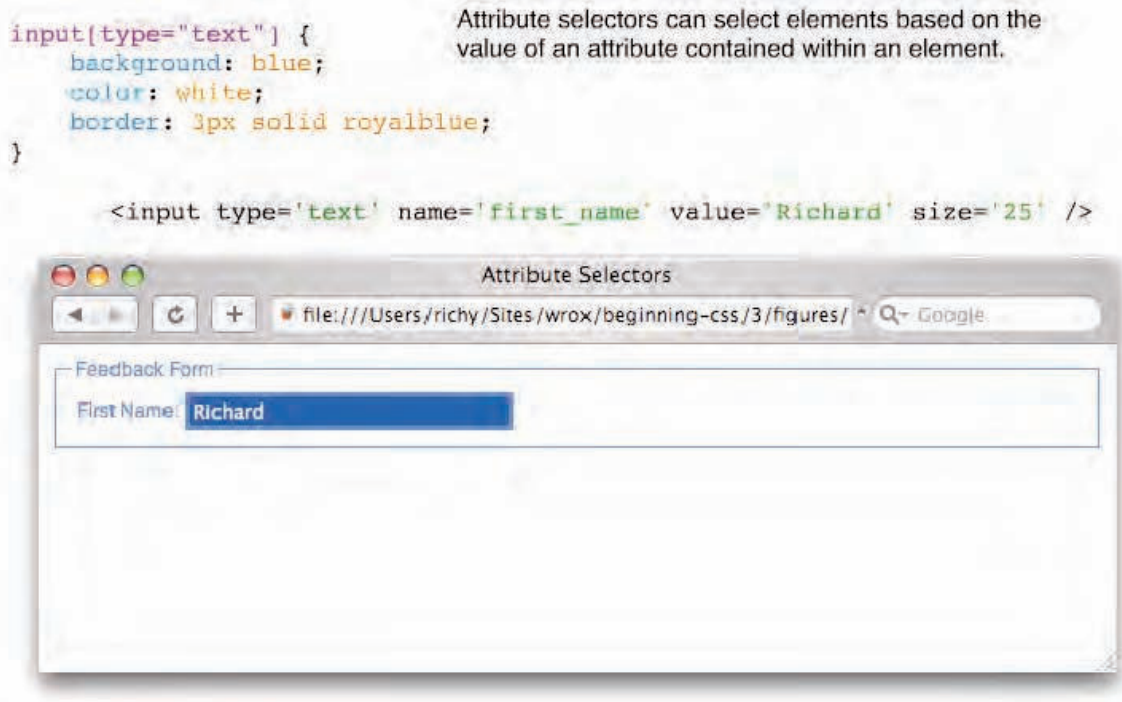 input[type="text"] {
Attribute selectors can select elements based on the
value of an attribute contained within an element.
background: blue;
color: white;
border: 3px solid royalblue;
}
<input type='text' name='first_name' value='Richard' size='25' />
Attribute Selectors
file:///Users/richy/Sites/wrox/beginning-css/3/figures/
Google
Feedback Form
First Name: Richard